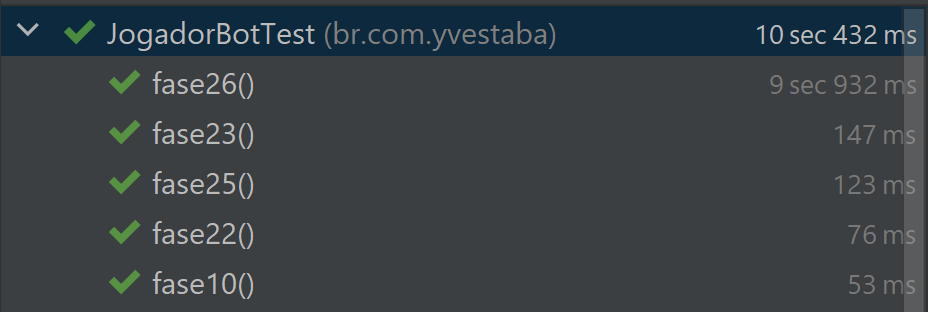 JogadorBotTest (br.com.yvestaba) 10 sec 432 ms
fase26() 9 sec 932 ms
fase23() 147 ms
fase25() 123 ms
fase22() 76 ms
fase10() 53 ms